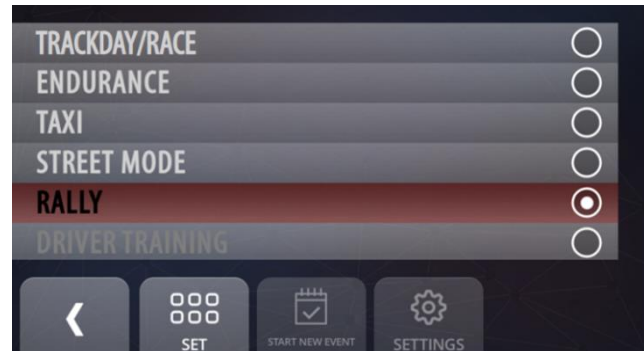 TRACKDAY/RACE
ENDURANCE
TAXI
STREET MODE
RALLY
DRIVER TRAINING
SET
START NEW EVENT
SETTINGS